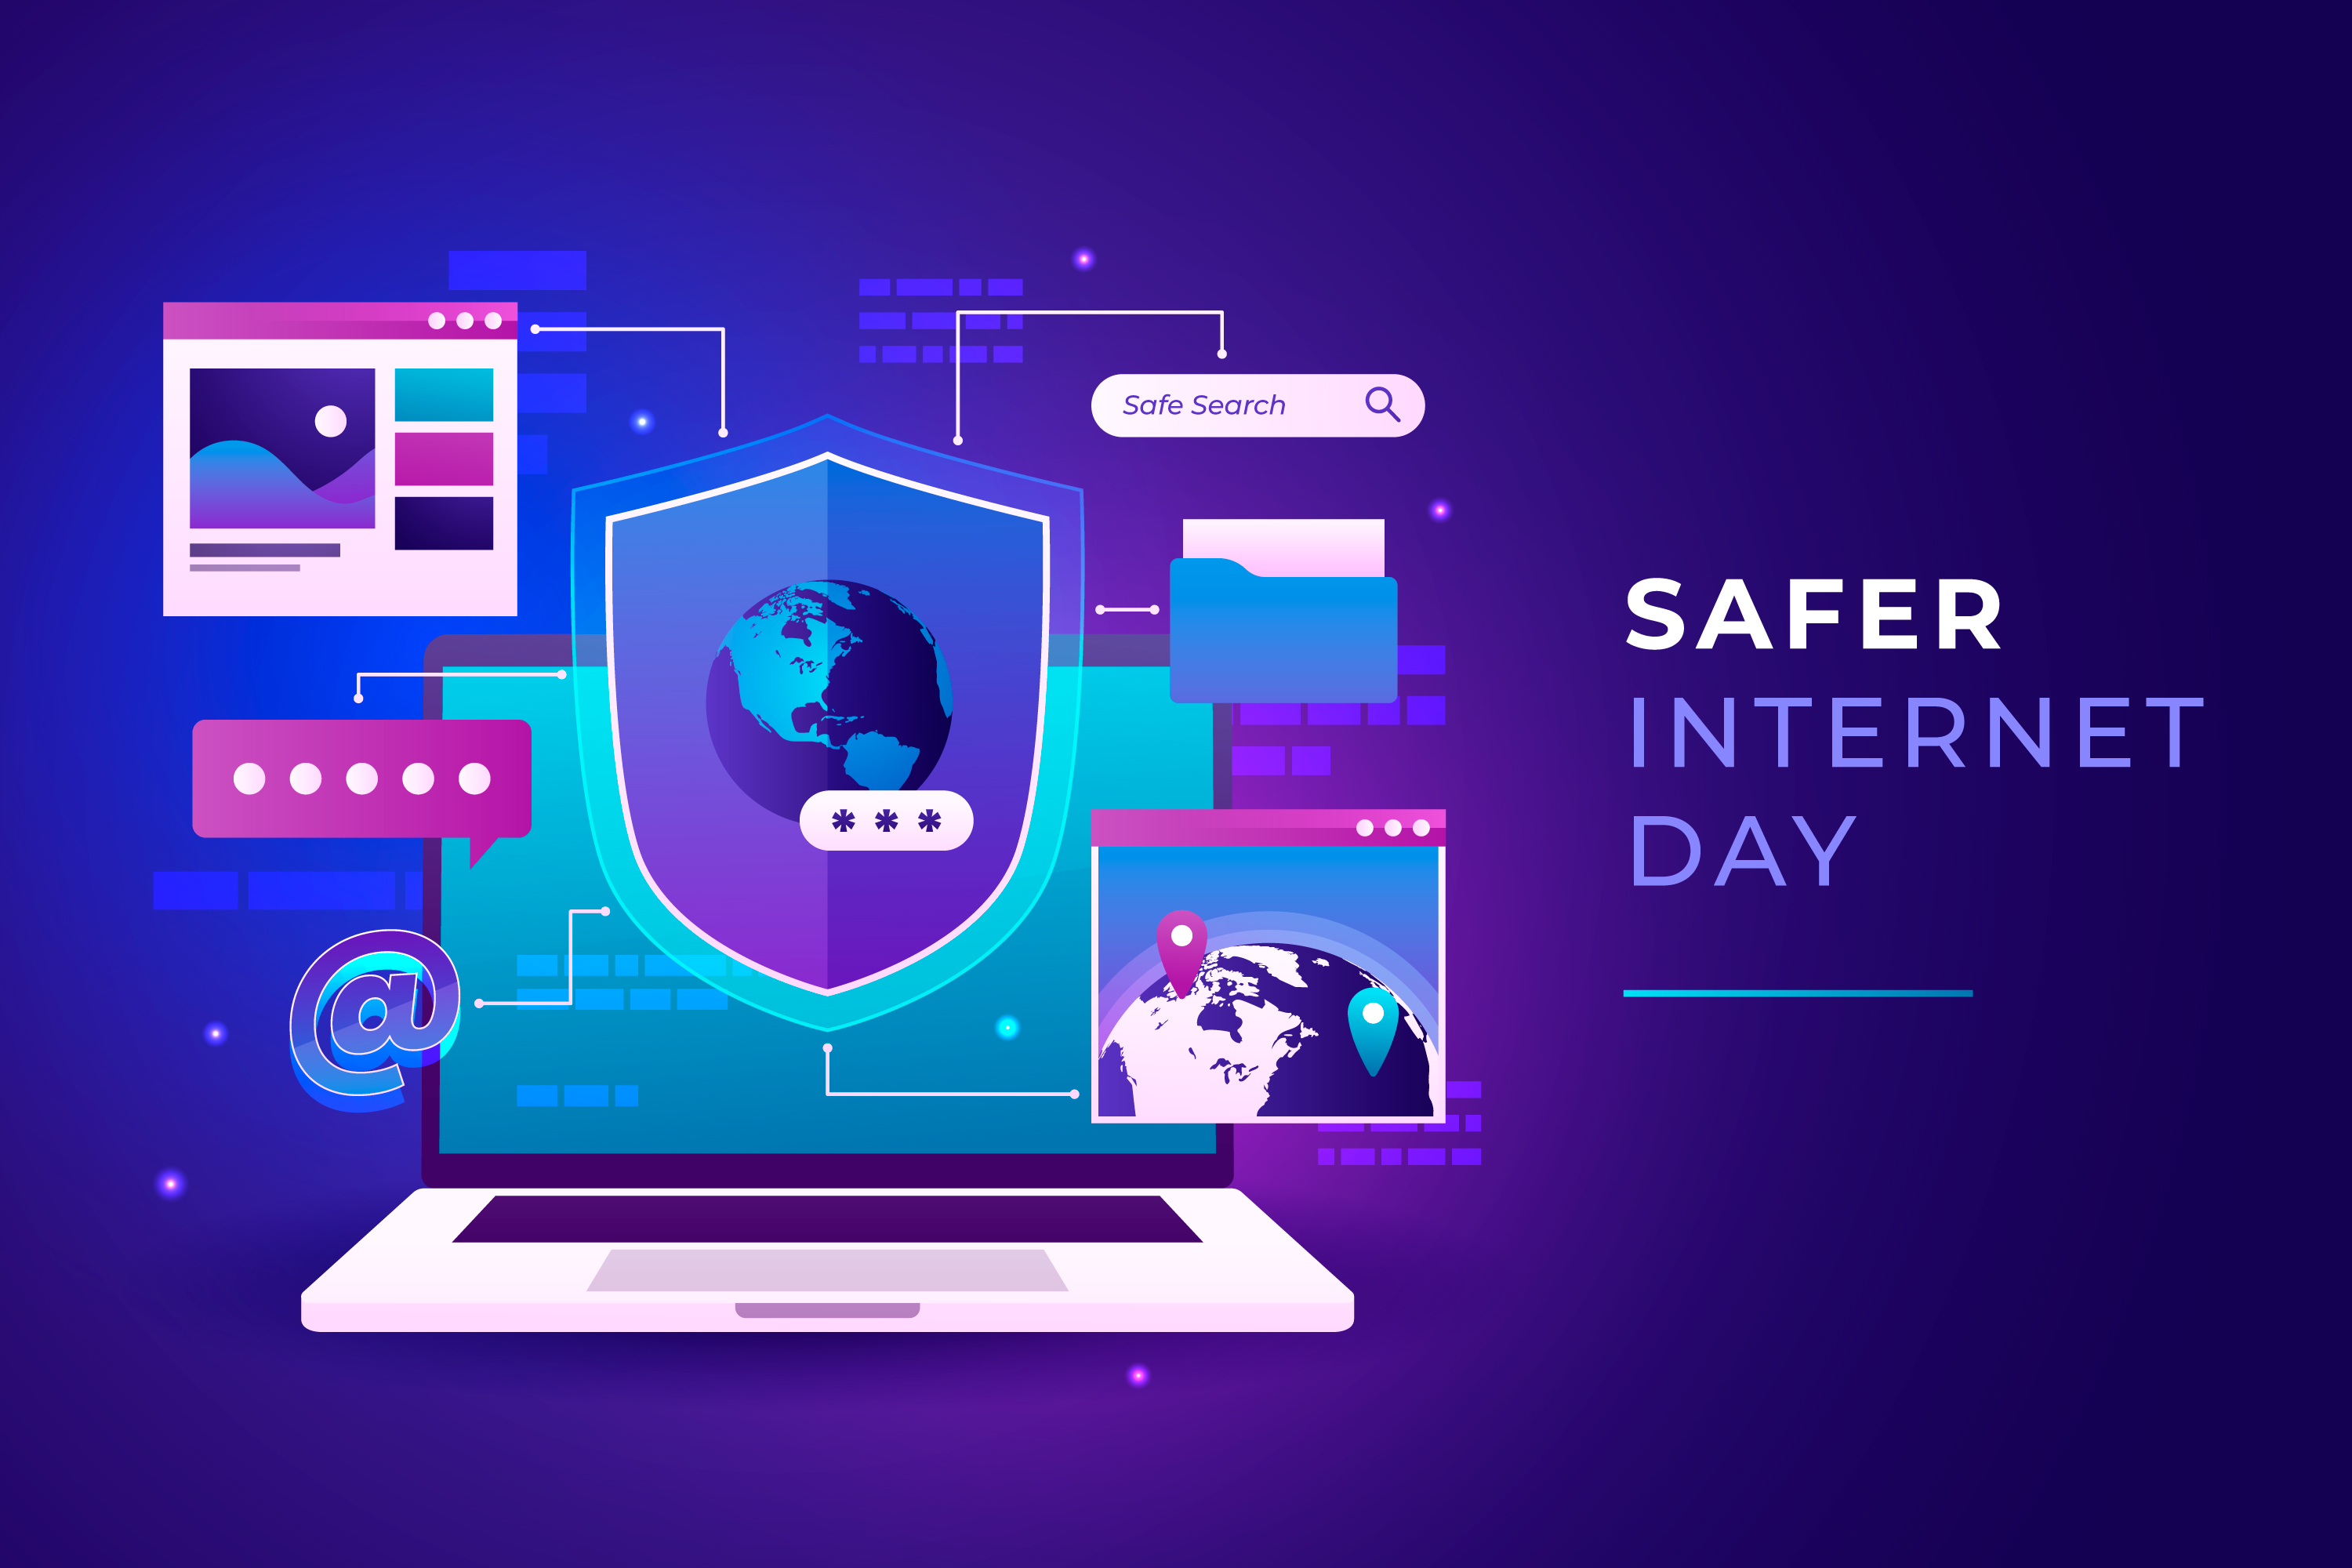 Safe Search
* * *
@
SAFER
INTERNET
DAY